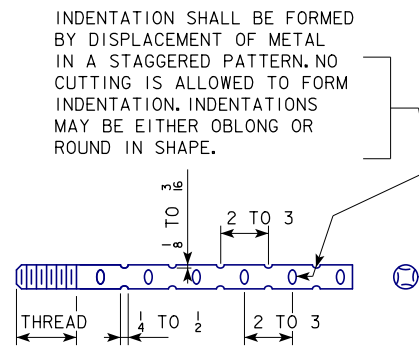 INDENTATION SHALL BE FORMED
BY DISPLACEMENT OF METAL
IN A STAGGERED PATTERN. NO
CUTTING IS ALLOWED TO FORM
INDENTATION. INDENTATIONS
MAY BE EITHER OBLONG OR
ROUND IN SHAPE.
1/8 TO 3/16
2 TO 3
THREAD
1/4 TO 1/2
2 TO 3